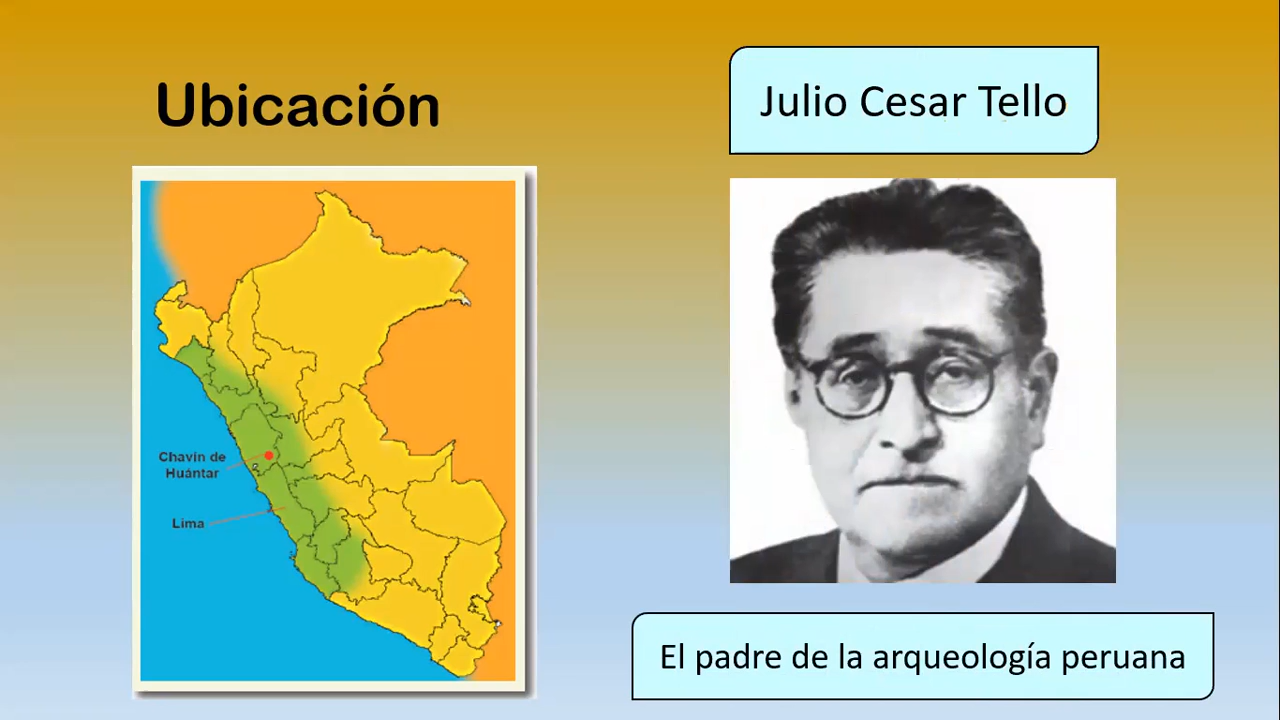 Ubicación
Julio Cesar Tello
Chavín de
Huántar
Lima
El padre de la arqueología peruana